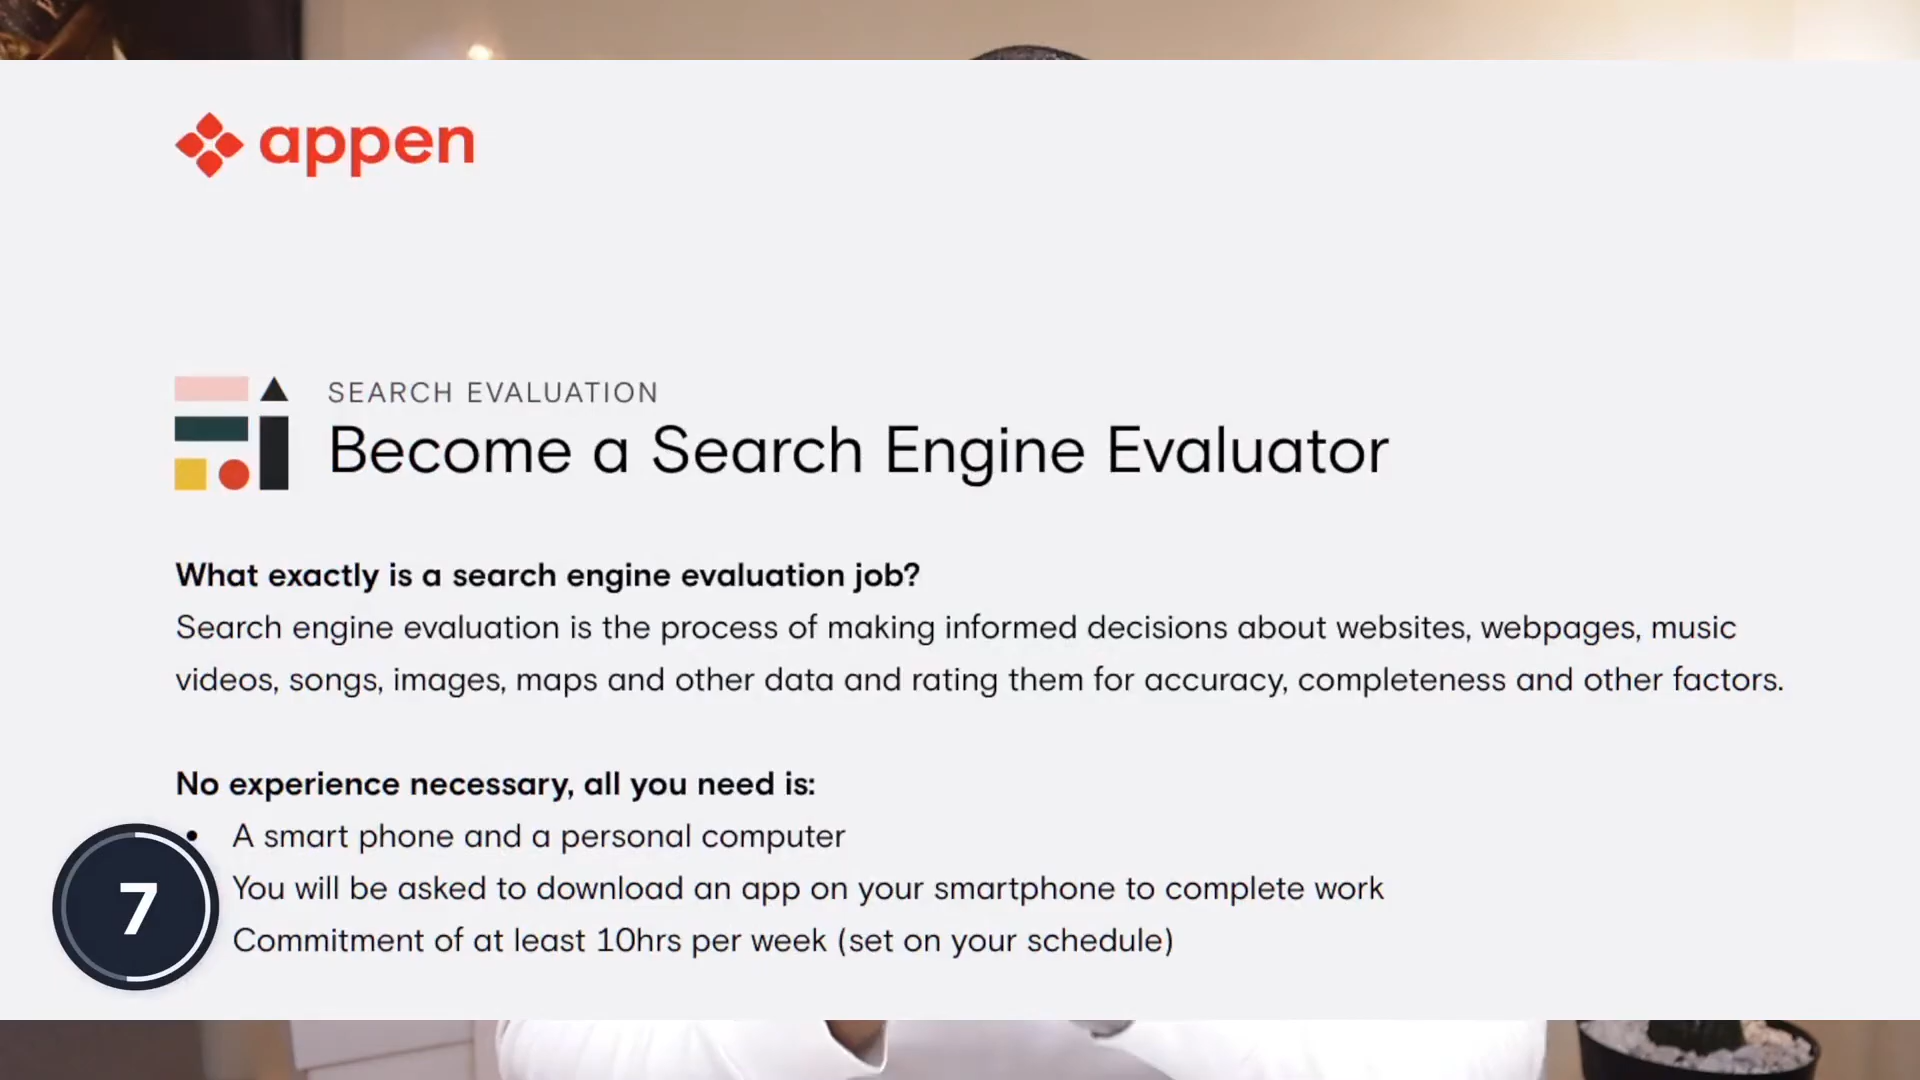 appen
SEARCH EVALUATION
Become a Search Engine Evaluator
What exactly is a search engine evaluation job?
Search engine evaluation is the process of making informed decisions about websites, webpages, music
videos, songs, images, maps and other data and rating them for accuracy, completeness and other factors.
No experience necessary, all you need is:
• A smart phone and a personal computer
You will be asked to download an app on your smartphone to complete work
Commitment of at least 10hrs per week (set on your schedule)
7